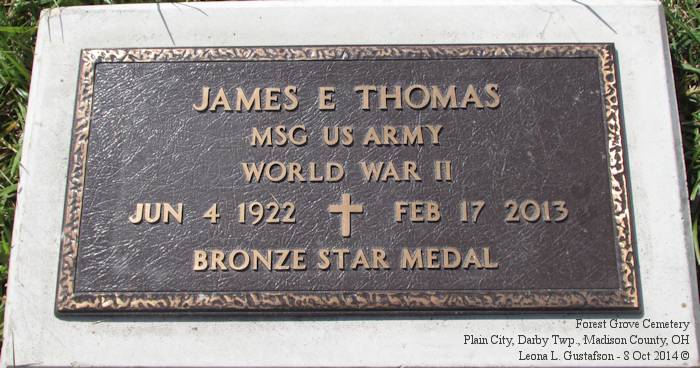 JAMES E THOMAS
MSG US ARMY
WORLD WAR II
JUN 4 1922 FEB 17 2013
BRONZE STAR MEDAL
Forest Grove Cemetery
Plain City, Darby Twp., Madison County, OH
Leona L. Gustafson - 8 Oct 2014 ©